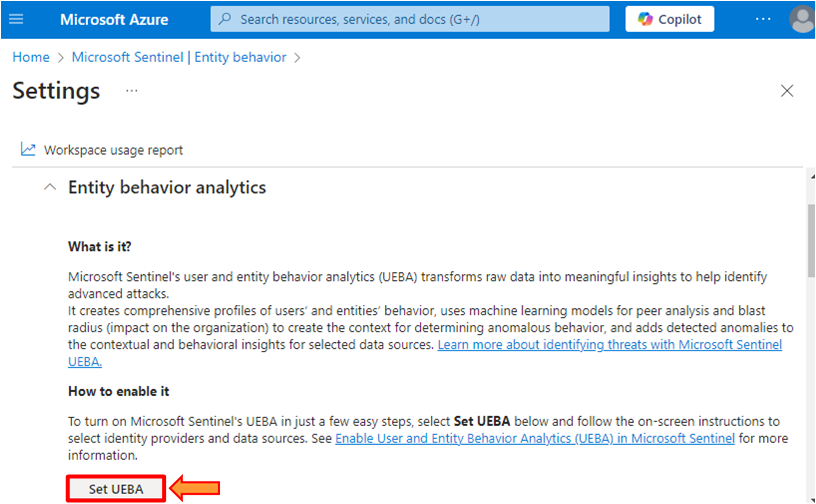 Microsoft Azure
Search resources, services, and docs (G+/)
Copilot
...
Home > Microsoft Sentinel | Entity behavior >
Settings ...
Workspace usage report
Entity behavior analytics
What is it?
Microsoft Sentinel's user and entity behavior analytics (UEBA) transforms raw data into meaningful insights to help identify
advanced attacks.
It creates comprehensive profiles of users' and entities' behavior, uses machine learning models for peer analysis and blast
radius (impact on the organization) to create the context for determining anomalous behavior, and adds detected anomalies to
the contextual and behavioral insights for selected data sources. Learn more about identifying threats with Microsoft Sentinel
UEBA.
How to enable it
To turn on Microsoft Sentinel's UEBA in just a few easy steps, select Set UEBA below and follow the on-screen instructions to
select identity providers and data sources. See Enable User and Entity Behavior Analytics (UEBA) in Microsoft Sentinel for more
information.
Set UEBA